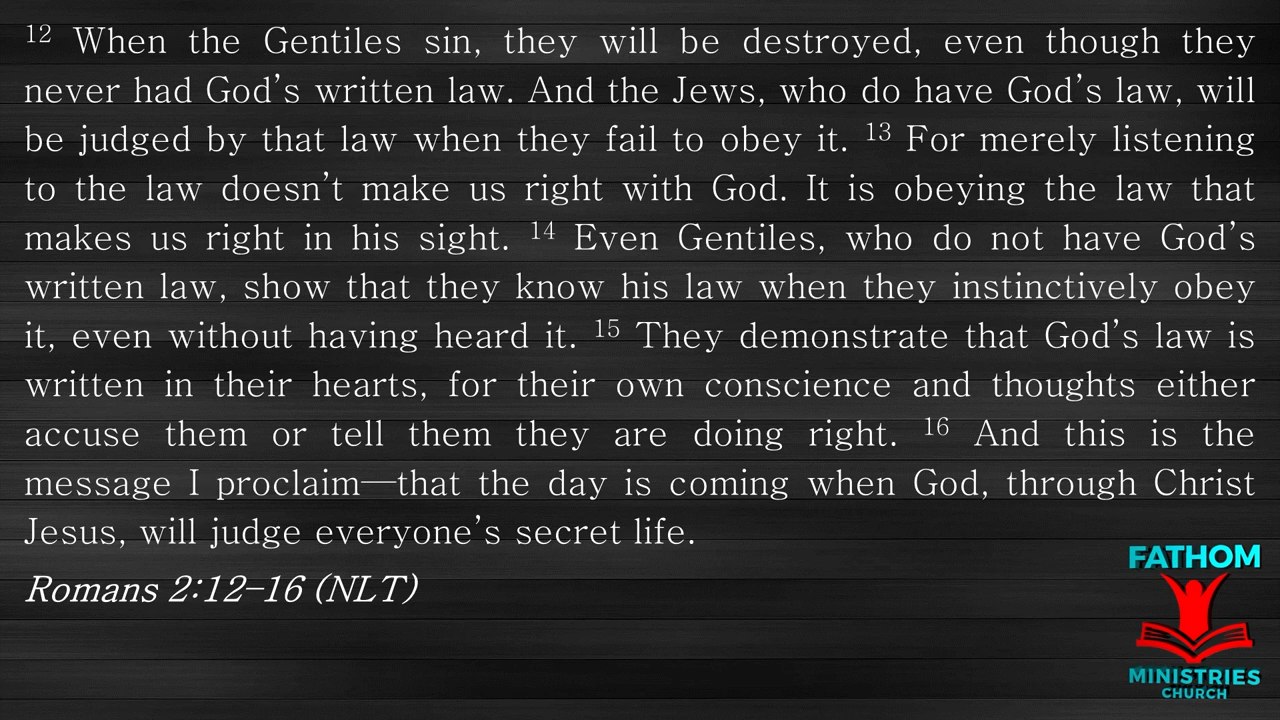 12 When the Gentiles sin, they will be destroyed, even though they
never had God’s written law. And the Jews, who do have God’s law, will
be judged by that law when they fail to obey it. 13 For merely listening
to the law doesn’t make us right with God. It is obeying the law that
makes us right in his sight. 14 Even Gentiles, who do not have God’s
written law, show that they know his law when they instinctively obey
it, even without having heard it. 15 They demonstrate that God’s law is
written in their hearts, for their own conscience and thoughts either
accuse them or tell them they are doing right. 16 And this is the
message I proclaim—that the day is coming when God, through Christ
Jesus, will judge everyone’s secret life.
Romans 2:12–16 (NLT)
FATHOM
MINISTRIES
CHURCH